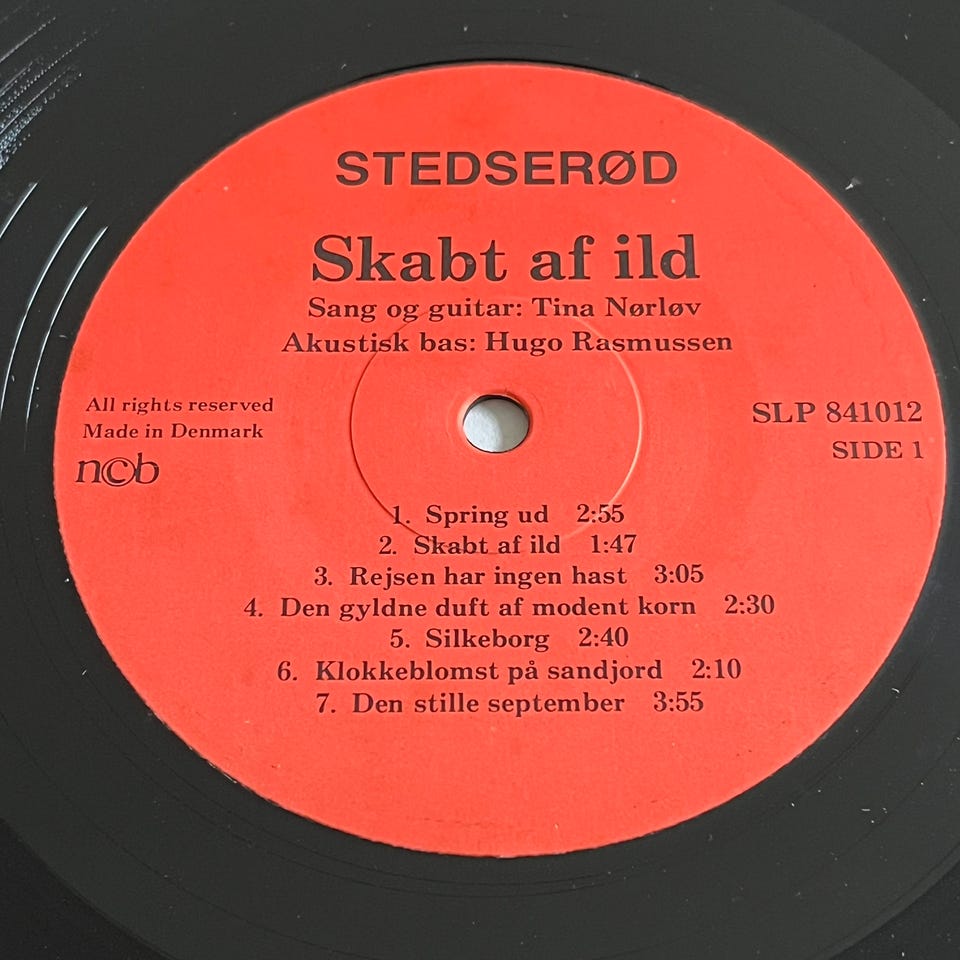 STEDSERØD
Skabt af ild
Sang og guitar: Tina Nørløv
Akustisk bas: Hugo Rasmussen
All rights reserved
Made in Denmark
n©b
SLP 841012
SIDE 1
1. Spring ud 2:55
2. Skabt af ild 1:47
3. Rejsen har ingen hast 3:05
4. Den gyldne duft af modent korn 2:30
5. Silkeborg 2:40
6. Klokkeblomst på sandjord 2:10
7. Den stille september 3:55